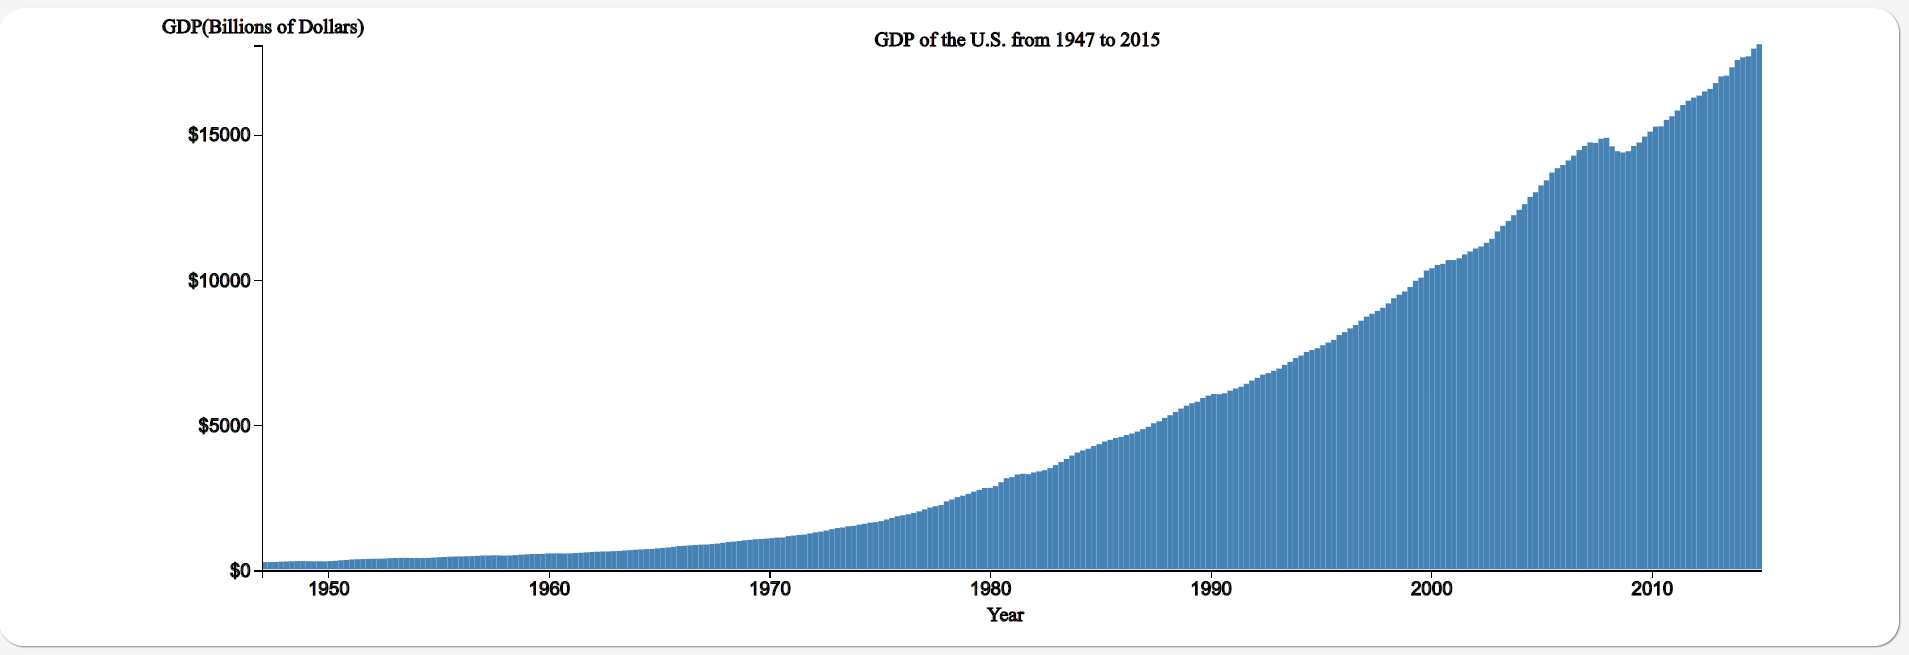 GDP(Billions of Dollars)
GDP of the U.S. from 1947 to 2015
$15000
$10000
$5000
$0
1950 1960 1970 1980 1990 2000 2010
Year